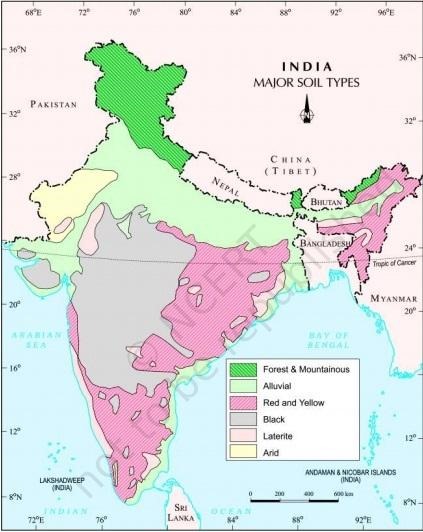 68°E
72°
76°
80°
84°
88°
92°
96°E
36°N
36°N
INDIA
MAJOR SOIL TYPES
PAKISTAN
32°
32°
CHINA
(TIBET)
28°
28°
NEPAL
BHUTAN
BANGLADESH
24°
24°
Tropic of Cancer
MYANMAR
20°
20°
ARABIAN
SEA
BAY OF
BENGAL
16°
16°
Forest & Mountainous
Alluvial
Red and Yellow
Black
Laterite
Arid
12°
12°
LAKSHADWEEP
(INDIA)
ANDAMAN & NICOBAR ISLANDS
(INDIA)
8°N
8°N
0
200
400
600 km
SRI
LANKA
INDIAN
OCEAN
72°E
76°
80°
84°
88°
92°E
© NCERT
not to be republished